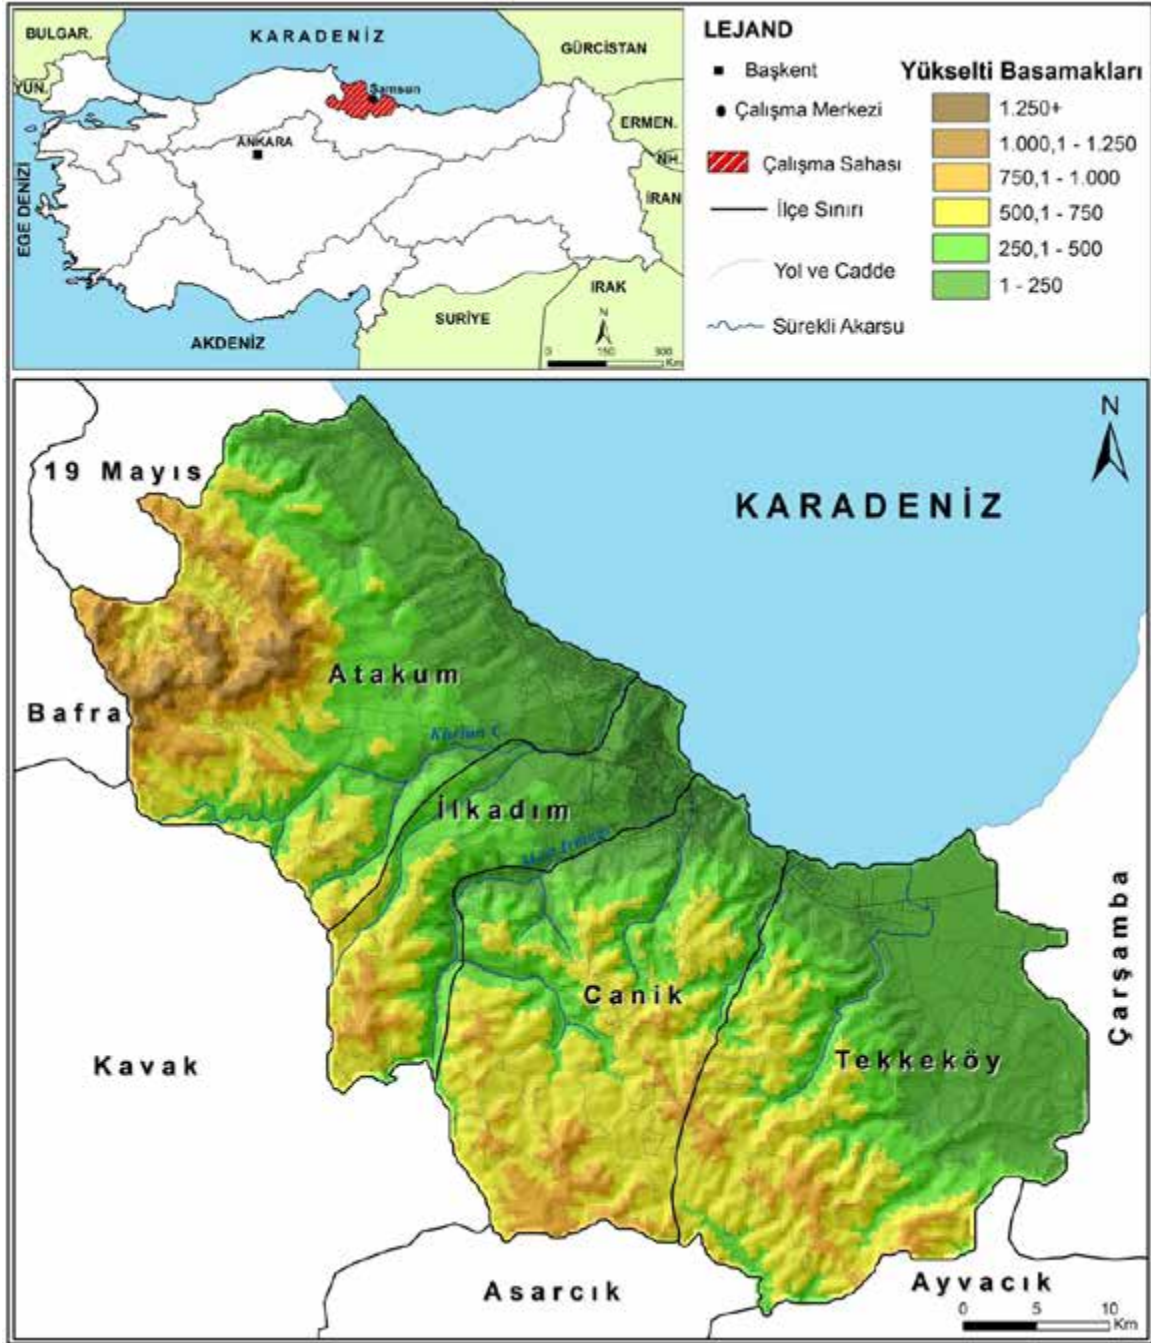 BULGAR.
KARADENİZ
GÜRCİSTAN
YUN.
Samsun
ANKARA
ERMEN.
NH.
İRAN
EGE DENİZİ
IRAK
SURİYE
AKDENİZ
N
0 150 300
Km
LEJAND
Başkent
Çalışma Merkezi
Çalışma Sahası
İlçe Sınırı
Yol ve Cadde
Sürekli Akarsu
Yükselti Basamakları
1.250+
1.000,1 - 1.250
750,1 - 1.000
500,1 - 750
250,1 - 500
1 - 250
N
19 Mayıs
KARADENİZ
Atakum
Bafra
Kürtün Ç.
İlkadım
Mert Irmağı
Çarşamba
Canik
Tekkeköy
Kavak
Asarcık
Ayvacık
0 5 10
Km